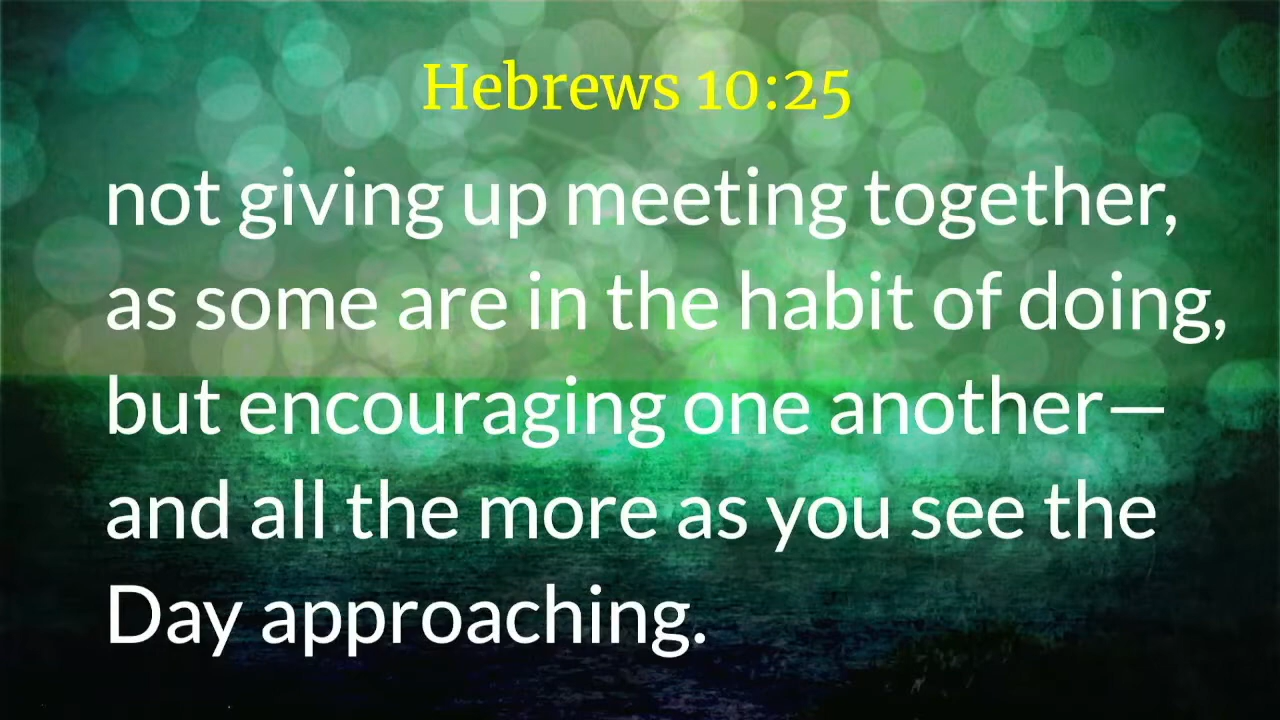 Hebrews 10:25
not giving up meeting together,
as some are in the habit of doing,
but encouraging one another—
and all the more as you see the
Day approaching.